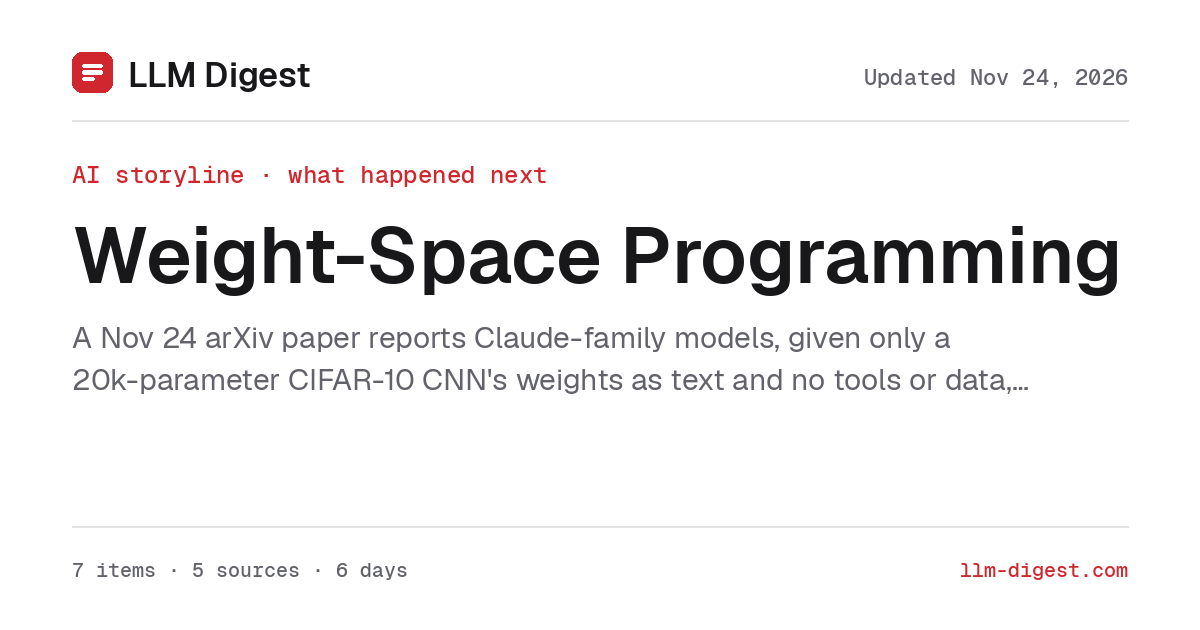 LLM Digest
Updated Nov 24, 2026
AI storyline · what happened next
Weight-Space Programming
A Nov 24 arXiv paper reports Claude-family models, given only a
20k-parameter CIFAR-10 CNN's weights as text and no tools or data,...
7 items · 5 sources · 6 days
llm-digest.com